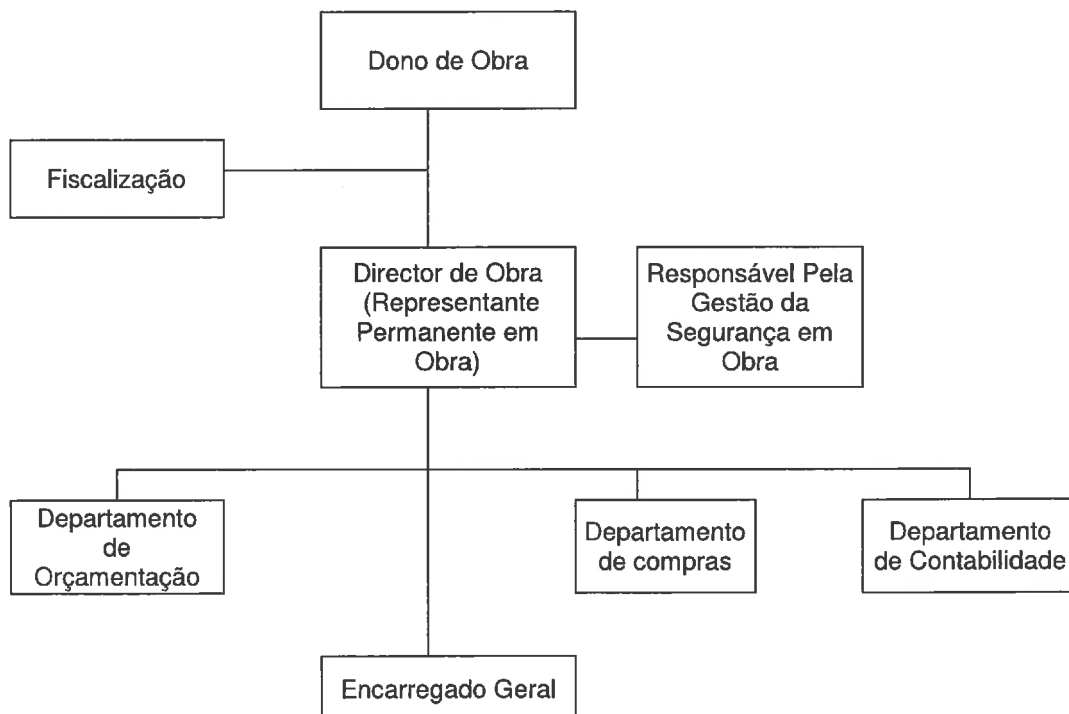 Dono de Obra
Fiscalização
Director de Obra
(Representante
Permanente em
Obra)
Responsável Pela
Gestão da
Segurança em
Obra
Departamento
de
Orçamentação
Departamento
de compras
Departamento
de Contabilidade
Encarregado Geral